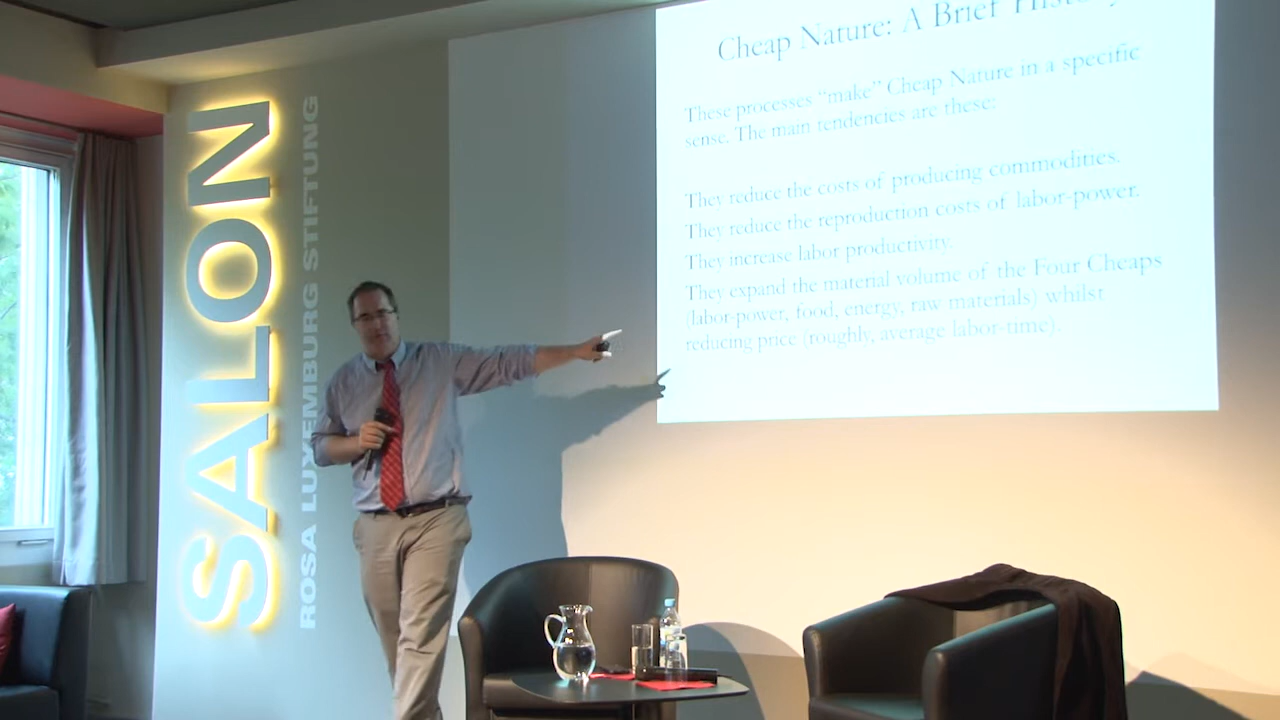 SALON
ROSA LUXEMBURG STIFTUNG
Cheap Nature: A Brief History
These processes “make” Cheap Nature in a specific
sense. The main tendencies are these:
They reduce the costs of producing commodities.
They reduce the reproduction costs of labor-power.
They increase labor productivity.
They expand the material volume of the Four Cheaps
(labor-power, food, energy, raw materials) whilst
reducing price (roughly, average labor-time).